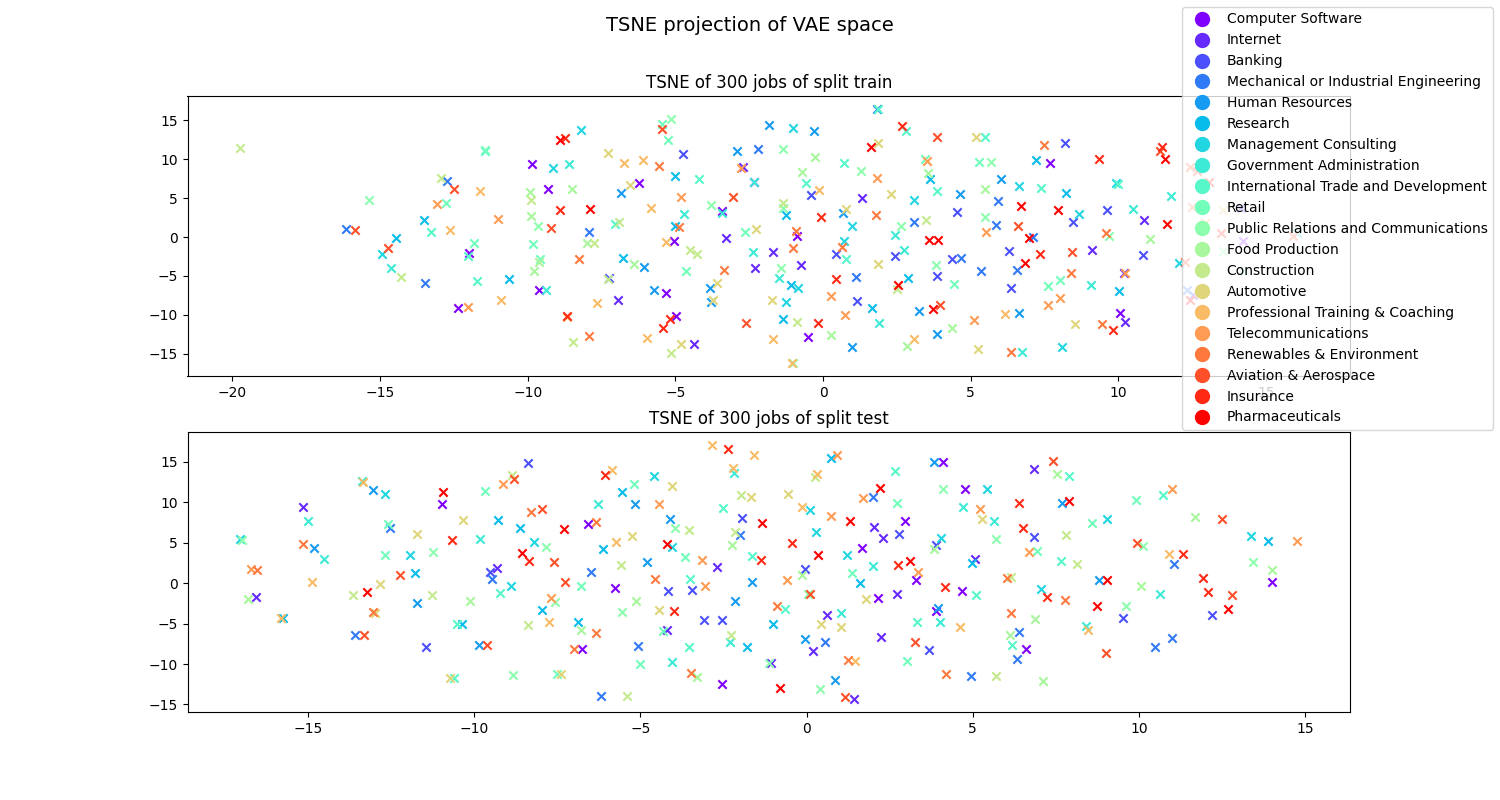 TSNE projection of VAE space
TSNE of 300 jobs of split train
15
10
5
0
−5
−10
−15
−20 −15 −10 −5 0 5 10 15
Computer Software
Internet
Banking
Mechanical or Industrial Engineering
Human Resources
Research
Management Consulting
Government Administration
International Trade and Development
Retail
Public Relations and Communications
Food Production
Construction
Automotive
Professional Training & Coaching
Telecommunications
Renewables & Environment
Aviation & Aerospace
Insurance
Pharmaceuticals
TSNE of 300 jobs of split test
15
10
5
0
−5
−10
−15
−15 −10 −5 0 5 10 15